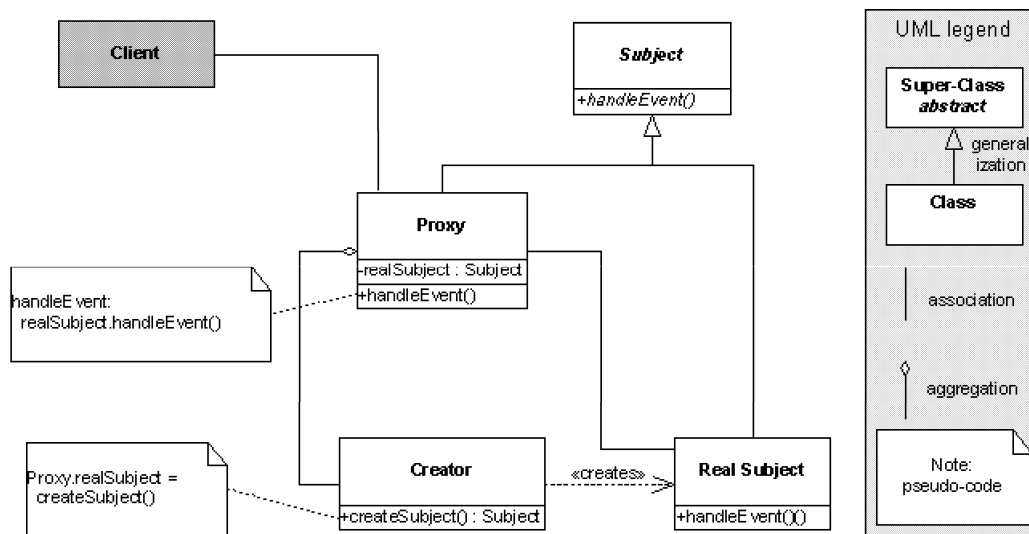 Client
Subject
+handleEvent()
Proxy
-realSubject : Subject
+handleEvent()
handleEvent:
realSubject.handleEvent()
Proxy.realSubject =
createSubject()
Creator
+createSubject() : Subject
«creates»
Real Subject
+handleEvent()()
UML legend
Super-Class
abstract
general
ization
Class
association
aggregation
Note:
pseudo-code